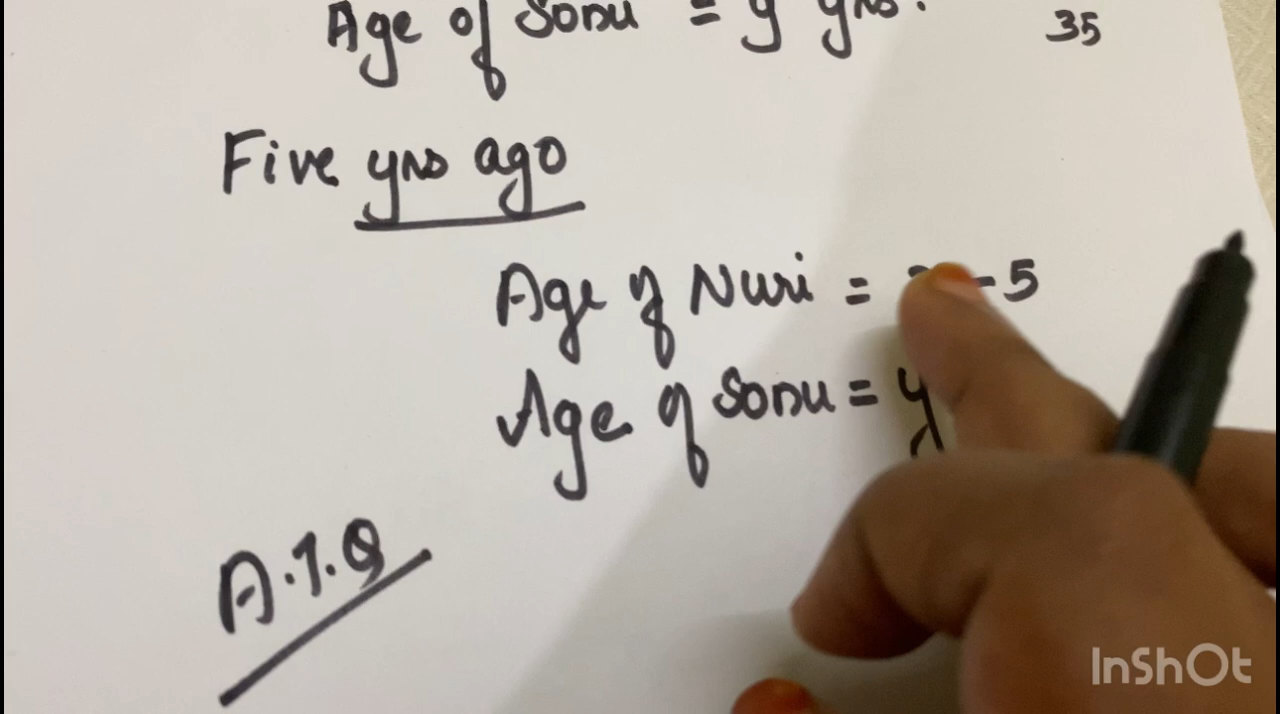 Age of Sonu = y yrs.
35
Five yrs ago
Age of Nuri = - 5
Age of Sonu = y
A.T.Q
InShOt